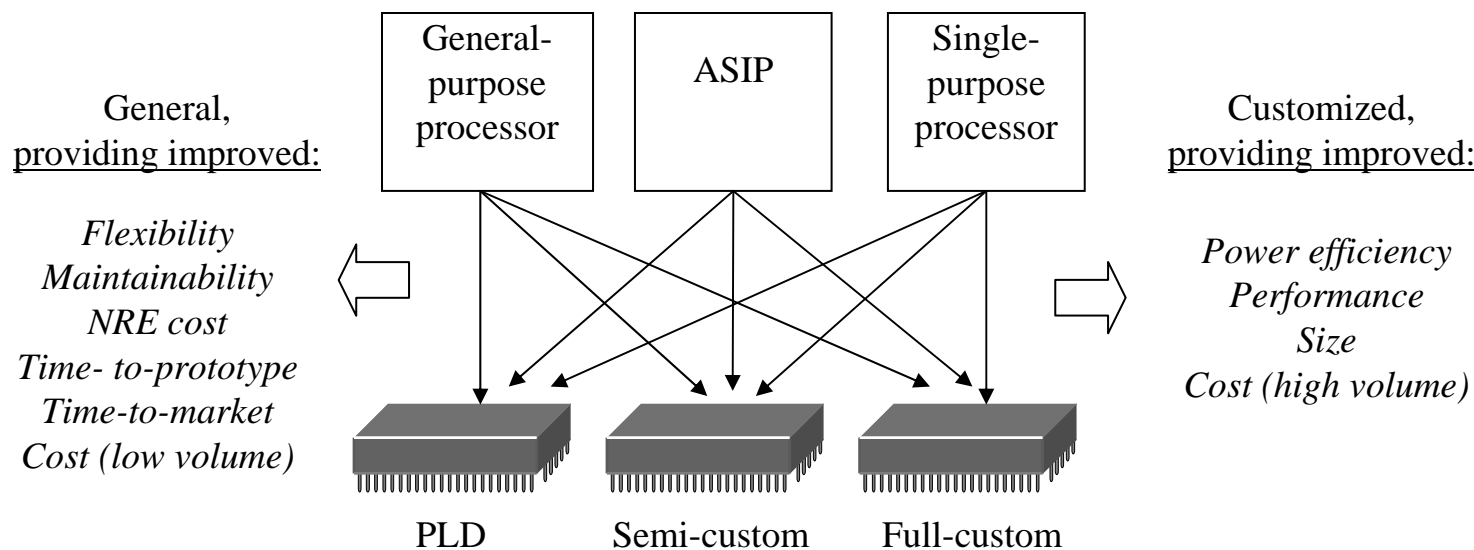 General-
purpose
processor
ASIP
Single-
purpose
processor
General,
providing improved:
Customized,
providing improved:
Flexibility
Maintainability
NRE cost
Time- to-prototype
Time-to-market
Cost (low volume)
Power efficiency
Performance
Size
Cost (high volume)
PLD
Semi-custom
Full-custom